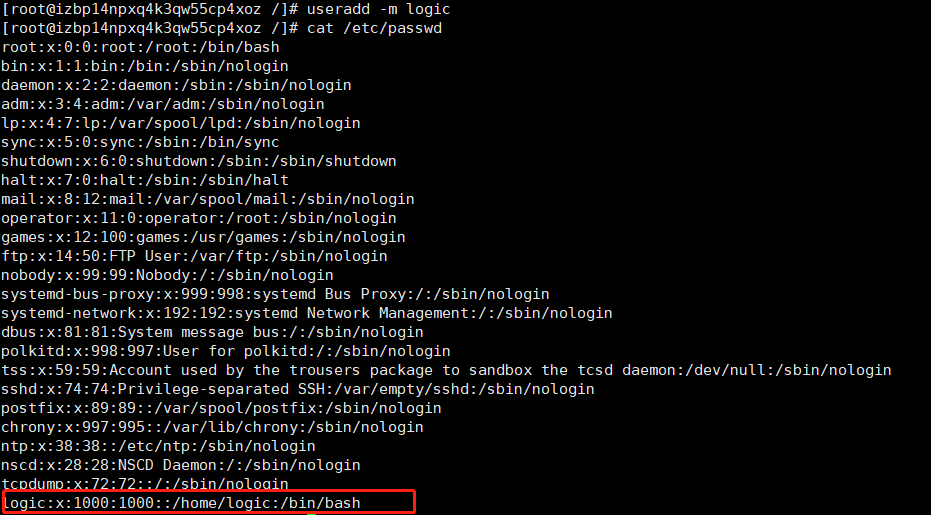 [root@izbp14npxq4k3qw55cp4xoz /]# useradd -m logic
[root@izbp14npxq4k3qw55cp4xoz /]# cat /etc/passwd
root:x:0:0:root:/root:/bin/bash
bin:x:1:1:bin:/bin:/sbin/nologin
daemon:x:2:2:daemon:/sbin:/sbin/nologin
adm:x:3:4:adm:/var/adm:/sbin/nologin
lp:x:4:7:lp:/var/spool/lpd:/sbin/nologin
sync:x:5:0:sync:/sbin:/bin/sync
shutdown:x:6:0:shutdown:/sbin:/sbin/shutdown
halt:x:7:0:halt:/sbin:/sbin/halt
mail:x:8:12:mail:/var/spool/mail:/sbin/nologin
operator:x:11:0:operator:/root:/sbin/nologin
games:x:12:100:games:/usr/games:/sbin/nologin
ftp:x:14:50:FTP User:/var/ftp:/sbin/nologin
nobody:x:99:99:Nobody:/:/sbin/nologin
systemd-bus-proxy:x:999:998:systemd Bus Proxy:/:/sbin/nologin
systemd-network:x:192:192:systemd Network Management:/:/sbin/nologin
dbus:x:81:81:System message bus:/:/sbin/nologin
polkitd:x:998:997:User for polkitd:/:/sbin/nologin
tss:x:59:59:Account used by the trousers package to sandbox the tcsd daemon:/dev/null:/sbin/nologin
sshd:x:74:74:Privilege-separated SSH:/var/empty/sshd:/sbin/nologin
postfix:x:89:89::/var/spool/postfix:/sbin/nologin
chrony:x:997:995::/var/lib/chrony:/sbin/nologin
ntp:x:38:38::/etc/ntp:/sbin/nologin
nscd:x:28:28:NSCD Daemon:/:/sbin/nologin
tcpdump:x:72:72::/:/sbin/nologin
logic:x:1000:1000::/home/logic:/bin/bash